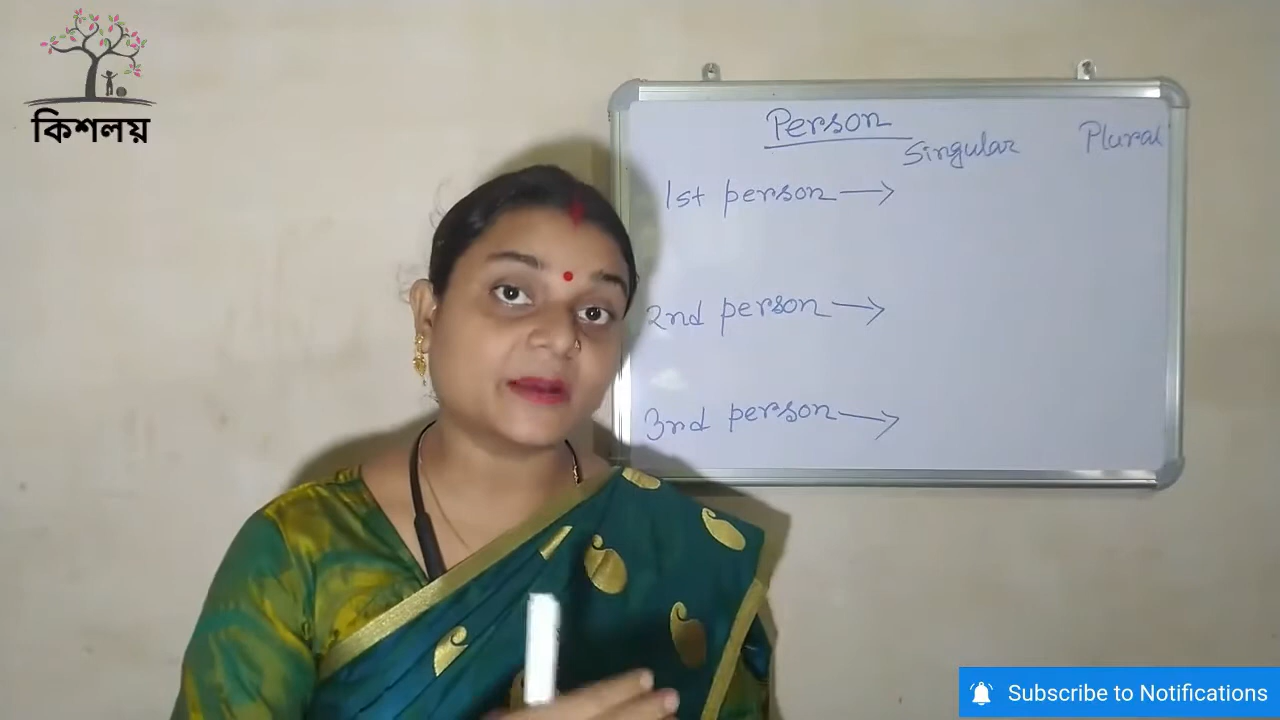 কিশলয়
Person
Singular Plural
1st person →
2nd person →
3rd person →
Subscribe to Notifications